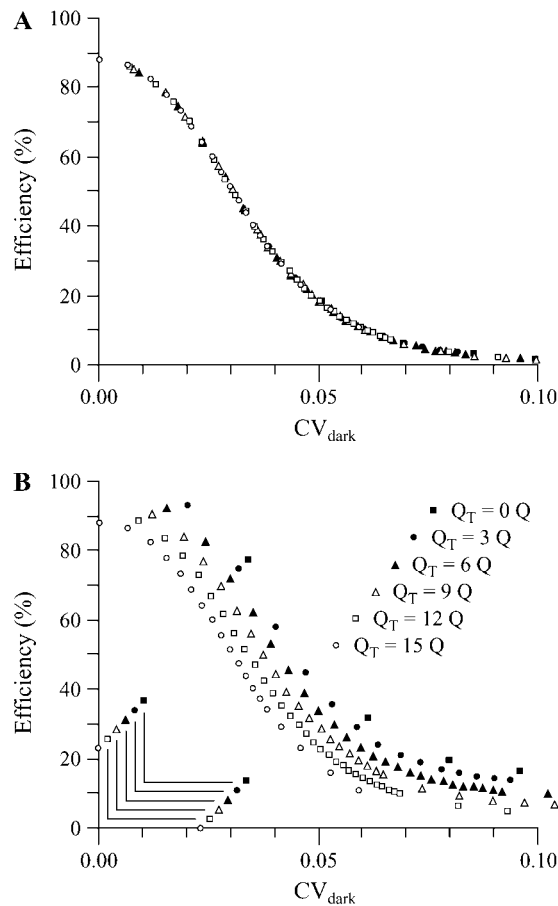 A
100
80
60
40
20
0
Efficiency (%)
0.00
0.05
0.10
CVdark
B
100
80
60
40
20
0
Efficiency (%)
QT = 0 Q
QT = 3 Q
QT = 6 Q
QT = 9 Q
QT = 12 Q
QT = 15 Q
0.00
0.05
0.10
CVdark